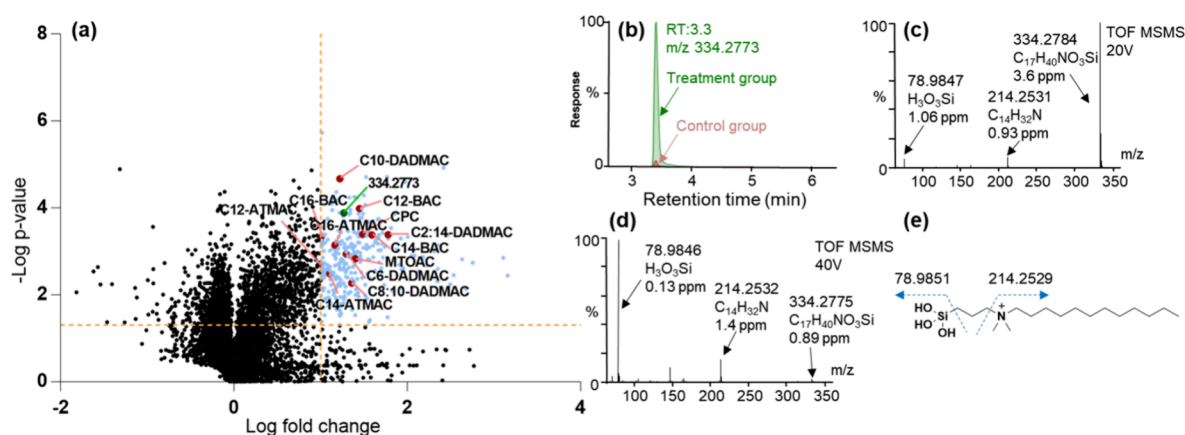 (a)
8
6
4
2
0
-Log p-value
-2
0
2
4
Log fold change
C10-DADMAC
334.2773
C16-BAC
C12-BAC
C12-ATMAC
CPC
C16-ATMAC
C2:14-DADMAC
C14-BAC
MTOAC
C6-DADMAC
C8:10-DADMAC
C14-ATMAC
(b)
100
%
0
Response
RT:3.3
m/z 334.2773
Treatment group
Control group
3 4 5 6
Retention time (min)
(c)
TOF MSMS
20V
100
%
0
334.2784
C17H40NO3Si
3.6 ppm
78.9847
H3O3Si
1.06 ppm
214.2531
C14H32N
0.93 ppm
m/z
100 150 200 250 300 350
(d)
TOF MSMS
40V
100
%
0
78.9846
H3O3Si
0.13 ppm
214.2532
C14H32N
1.4 ppm
334.2775
C17H40NO3Si
0.89 ppm
m/z
100 150 200 250 300 350
(e)
78.9851 214.2529
HO
Si
HO
OH
N
+